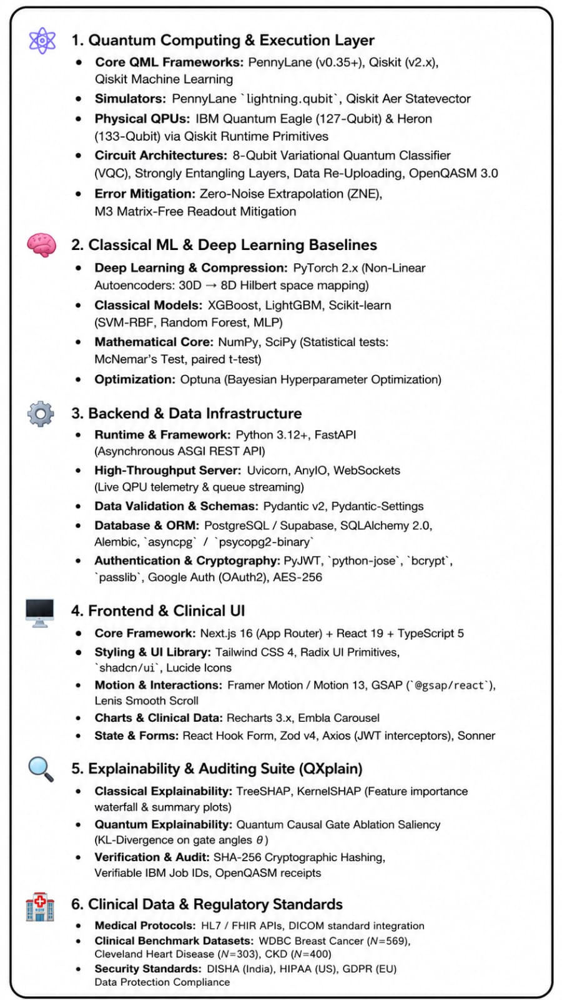 1. Quantum Computing & Execution Layer
• Core QML Frameworks: PennyLane (v0.35+), Qiskit (v2.x),
Qiskit Machine Learning
• Simulators: PennyLane `lightning.qubit`, Qiskit Aer Statevector
• Physical QPUs: IBM Quantum Eagle (127-Qubit) & Heron
(133-Qubit) via Qiskit Runtime Primitives
• Circuit Architectures: 8-Qubit Variational Quantum Classifier
(VQC), Strongly Entangling Layers, Data Re-Uploading, OpenQASM 3.0
• Error Mitigation: Zero-Noise Extrapolation (ZNE),
M3 Matrix-Free Readout Mitigation
2. Classical ML & Deep Learning Baselines
• Deep Learning & Compression: PyTorch 2.x (Non-Linear
Autoencoders: 30D → 8D Hilbert space mapping)
• Classical Models: XGBoost, LightGBM, Scikit-learn
(SVM-RBF, Random Forest, MLP)
• Mathematical Core: NumPy, SciPy (Statistical tests:
McNemar's Test, paired t-test)
• Optimization: Optuna (Bayesian Hyperparameter Optimization)
3. Backend & Data Infrastructure
• Runtime & Framework: Python 3.12+, FastAPI
(Asynchronous ASGI REST API)
• High-Throughput Server: Uvicorn, AnyIO, WebSockets
(Live QPU telemetry & queue streaming)
• Data Validation & Schemas: Pydantic v2, Pydantic-Settings
• Database & ORM: PostgreSQL / Supabase, SQLAlchemy 2.0,
Alembic, `asyncpg` / `psycopg2-binary`
• Authentication & Cryptography: PyJWT, `python-jose`, `bcrypt`,
`passlib`, Google Auth (OAuth2), AES-256
4. Frontend & Clinical UI
• Core Framework: Next.js 16 (App Router) + React 19 + TypeScript 5
• Styling & UI Library: Tailwind CSS 4, Radix UI Primitives,
`shadcn/ui`, Lucide Icons
• Motion & Interactions: Framer Motion / Motion 13, GSAP (`@gsap/react`),
Lenis Smooth Scroll
• Charts & Clinical Data: Recharts 3.x, Embla Carousel
• State & Forms: React Hook Form, Zod v4, Axios (JWT interceptors), Sonner
5. Explainability & Auditing Suite (QXplain)
• Classical Explainability: TreeSHAP, KernelSHAP (Feature importance
waterfall & summary plots)
• Quantum Explainability: Quantum Causal Gate Ablation Saliency
(KL-Divergence on gate angles θ)
• Verification & Audit: SHA-256 Cryptographic Hashing,
Verifiable IBM Job IDs, OpenQASM receipts
6. Clinical Data & Regulatory Standards
• Medical Protocols: HL7 / FHIR APIs, DICOM standard integration
• Clinical Benchmark Datasets: WDBC Breast Cancer (N=569),
Cleveland Heart Disease (N=303), CKD (N=400)
• Security Standards: DISHA (India), HIPAA (US), GDPR (EU)
Data Protection Compliance